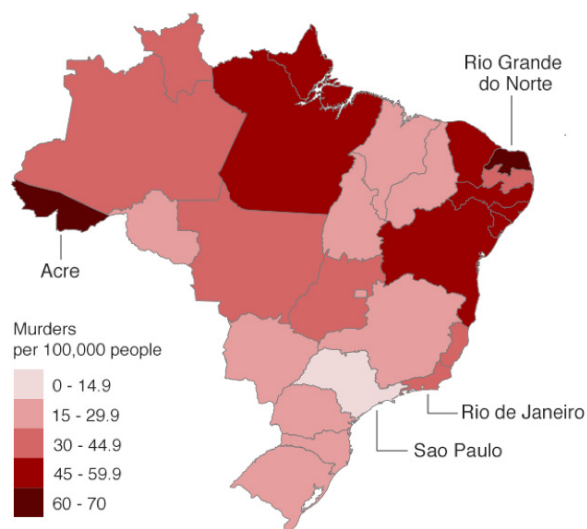 Rio Grande
do Norte
Acre
Murders
per 100,000 people
0 - 14.9
15 - 29.9
30 - 44.9
45 - 59.9
60 - 70
Rio de Janeiro
Sao Paulo